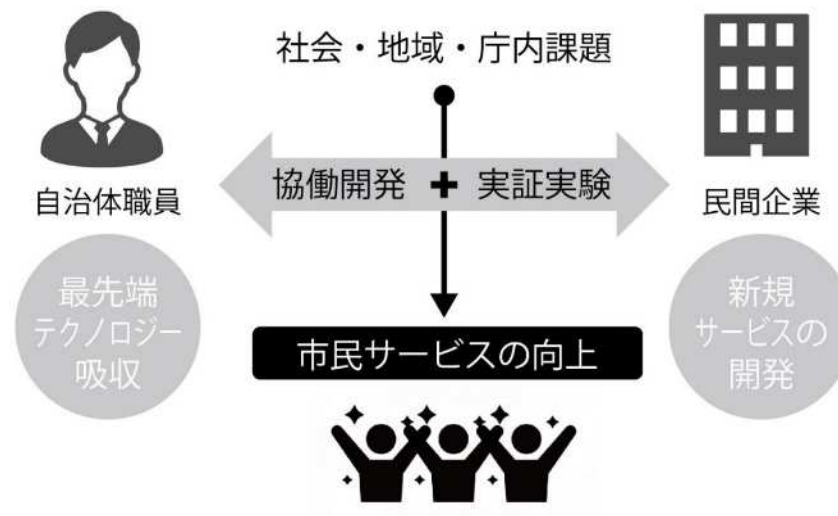 社会・地域・庁内課題
協働開発 + 実証実験
自治体職員
民間企業
最先端
テクノロジー
吸収
新規
サービスの
開発
市民サービスの向上